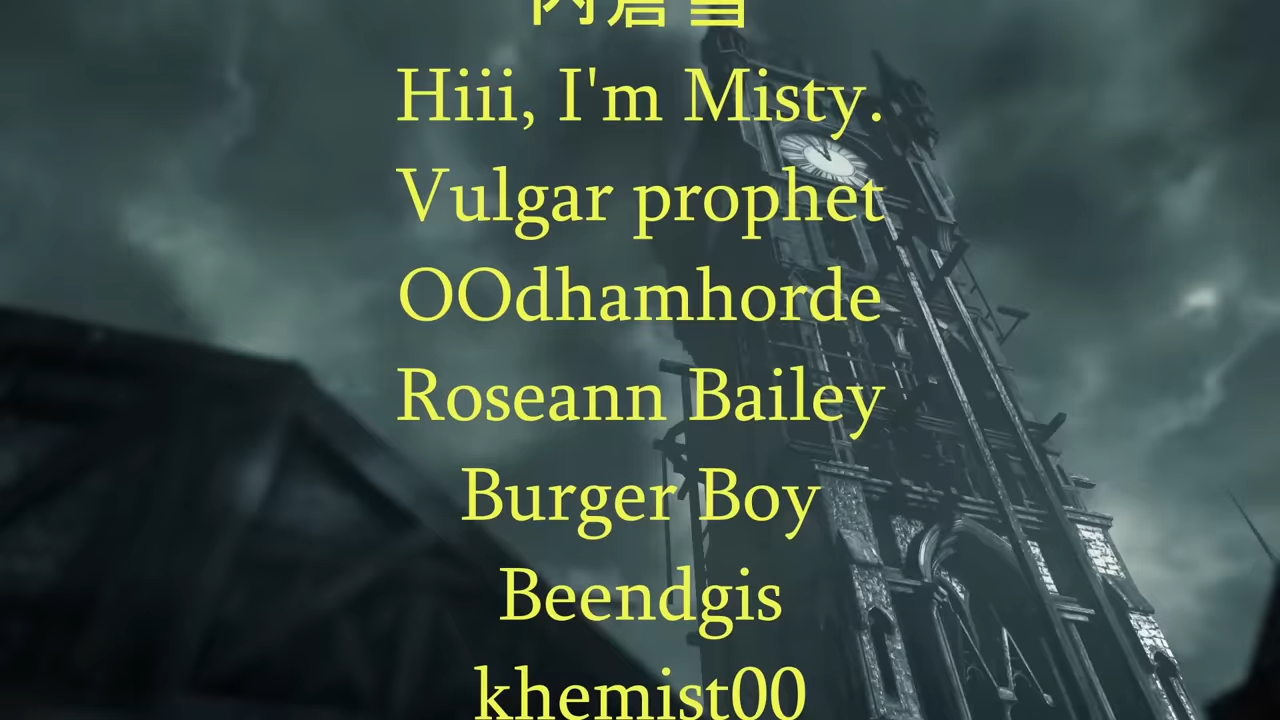 Hiii, I'm Misty.
Vulgar prophet
OOdhamhorde
Roseann Bailey
Burger Boy
Beendgis
khemist00